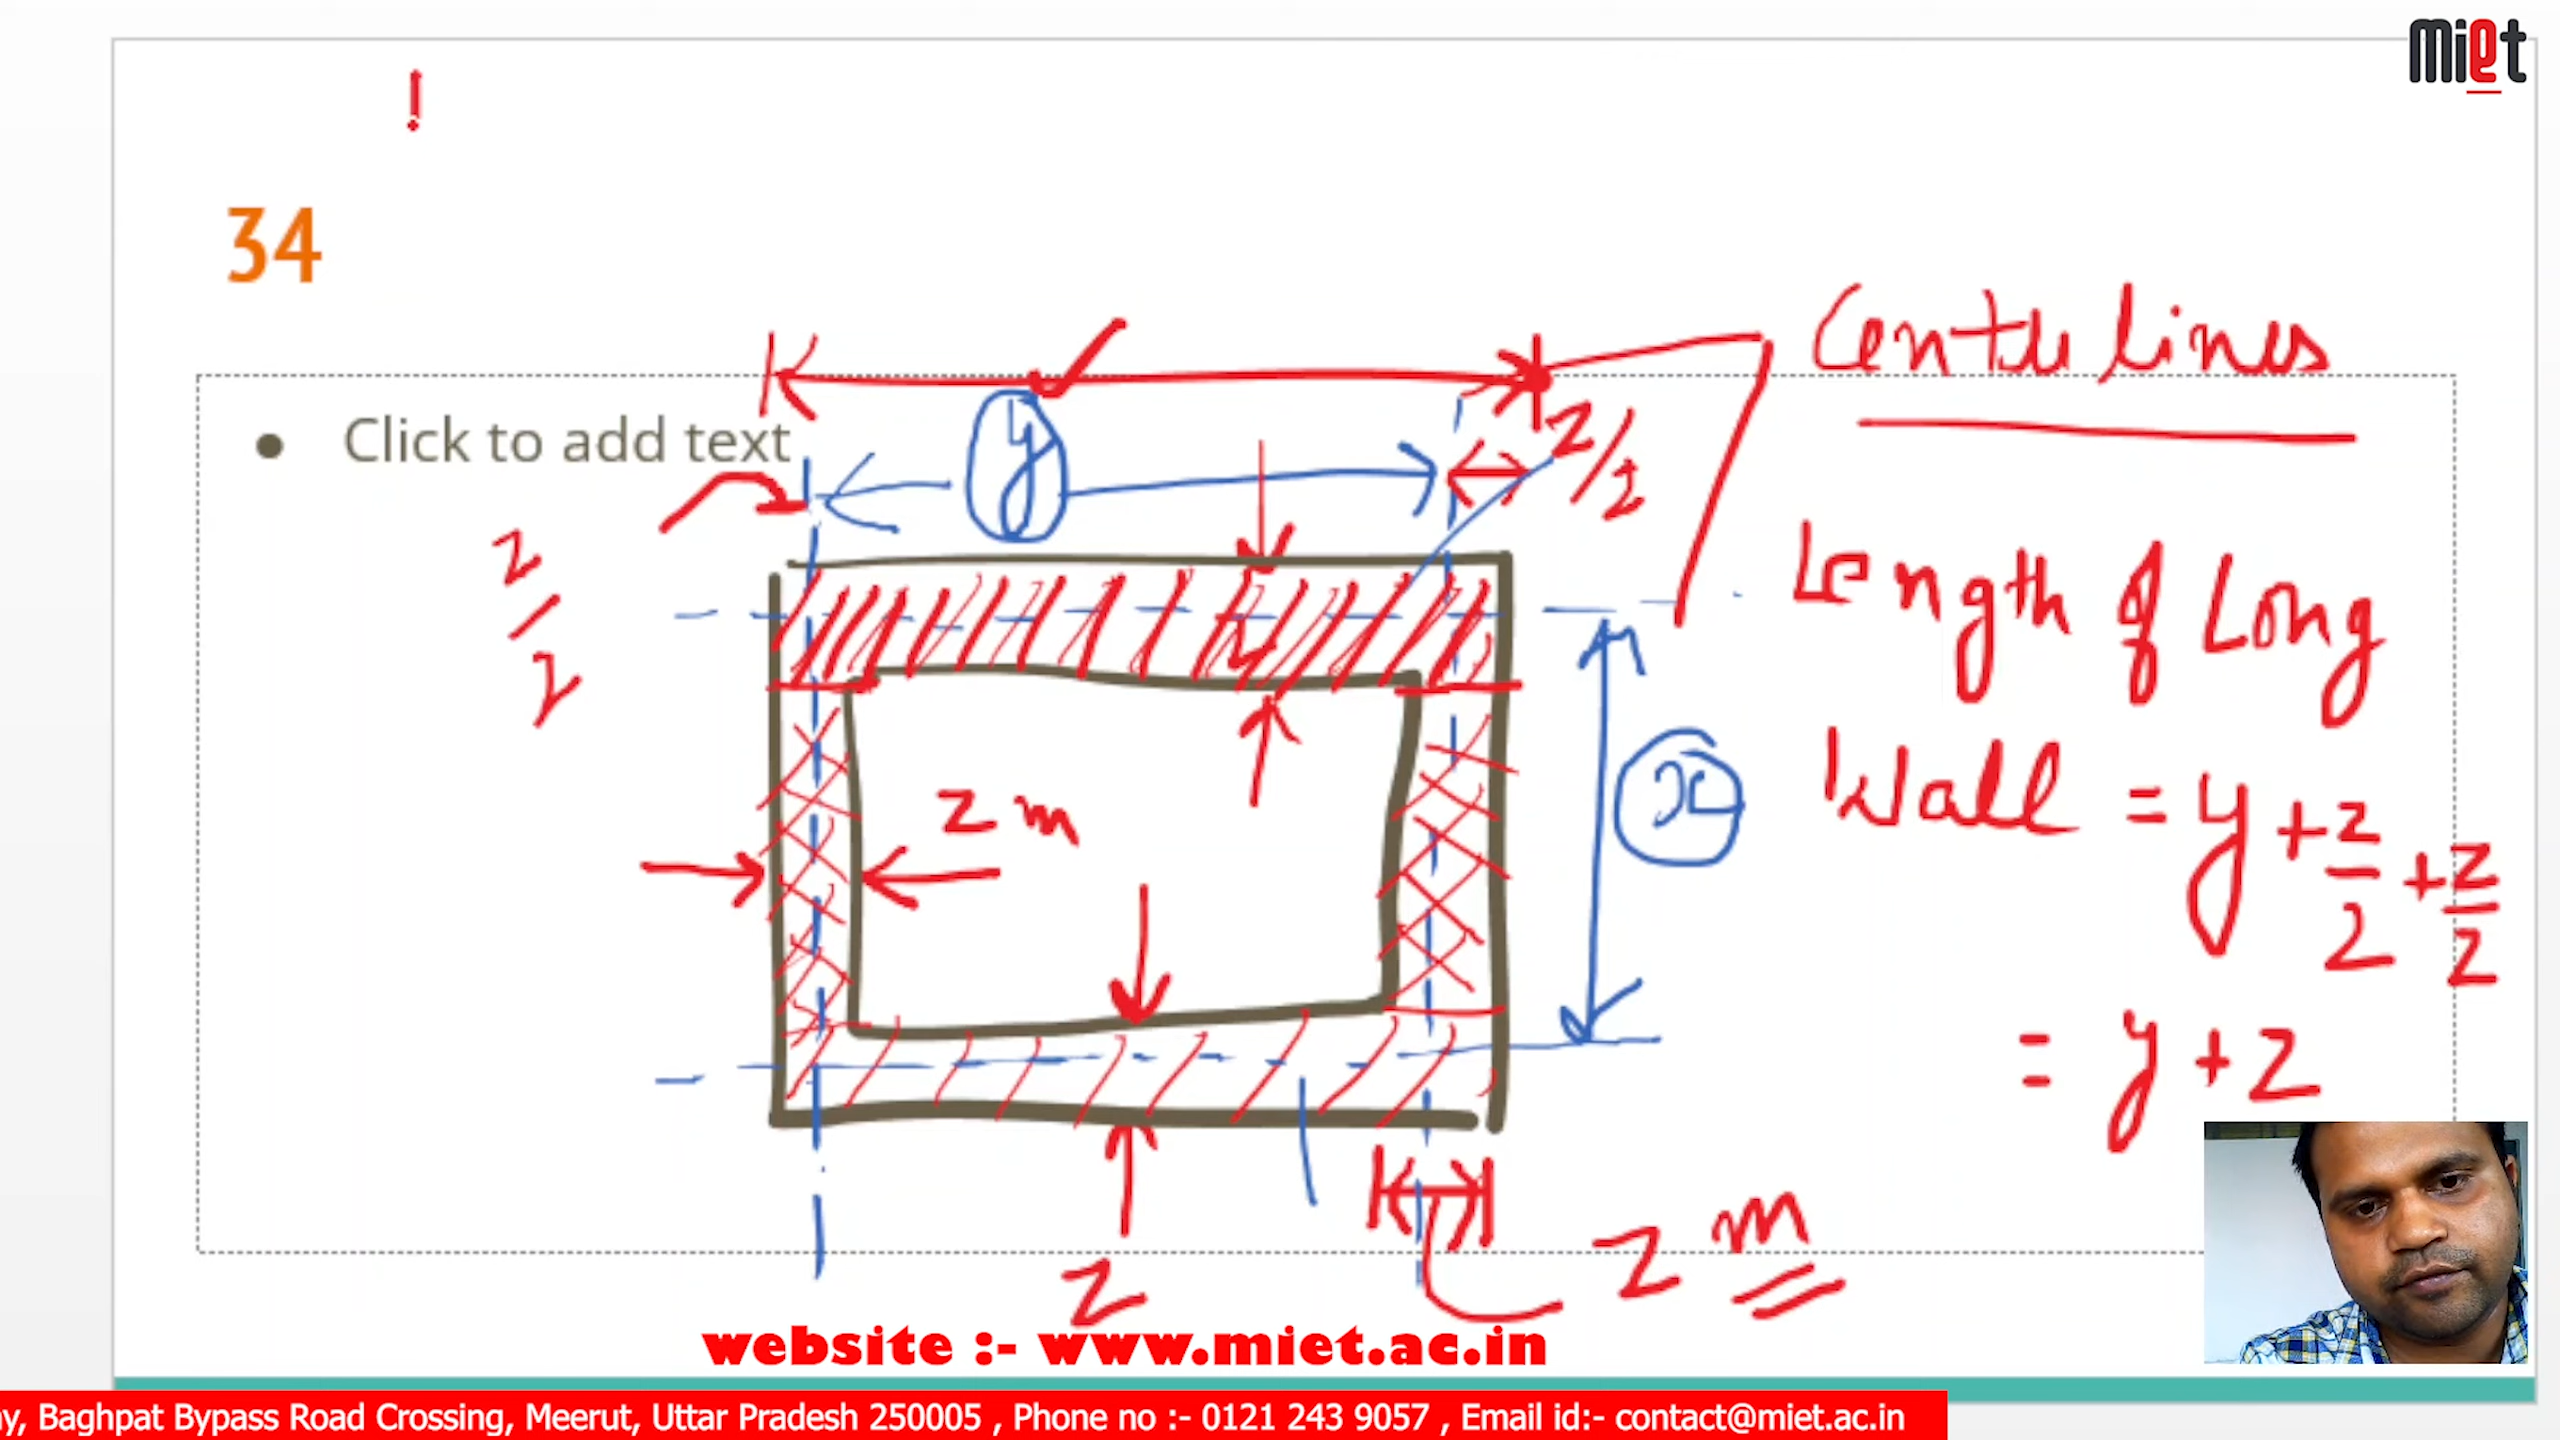 miet
!
34
Centre lines
Click to add text
y
z/2
z/2
Length of Long
Wall = y + z/2 + z/2
x
z m
= y + z
z m
z
website :- www.miet.ac.in
y, Baghpat Bypass Road Crossing, Meerut, Uttar Pradesh 250005 , Phone no :- 0121 243 9057 , Email id:- contact@miet.ac.in